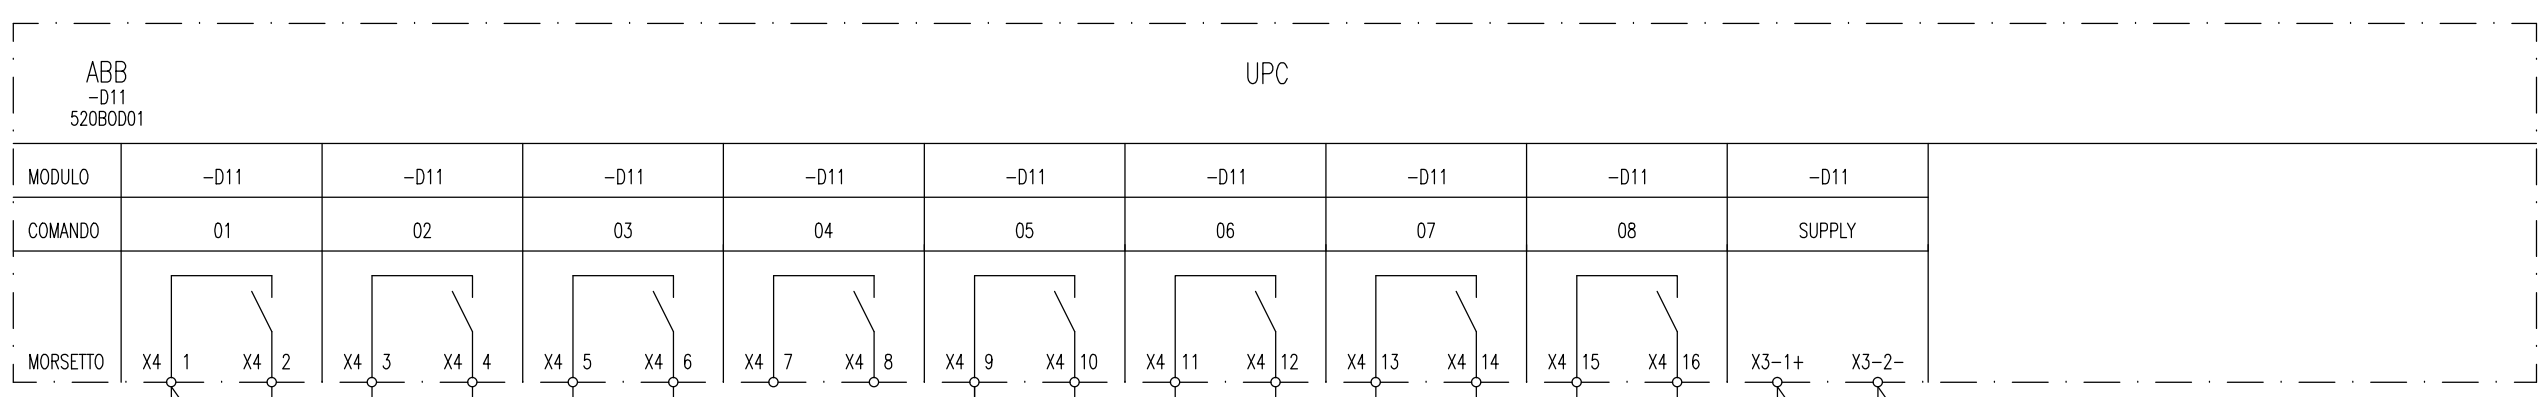 ABB
-D11
520BOD01
UPC
MODULO -D11 -D11 -D11 -D11 -D11 -D11 -D11 -D11 -D11
COMANDO 01 02 03 04 05 06 07 08 SUPPLY
MORSETTO X4 1 X4 2 X4 3 X4 4 X4 5 X4 6 X4 7 X4 8 X4 9 X4 10 X4 11 X4 12 X4 13 X4 14 X4 15 X4 16 X3-1+ X3-2-